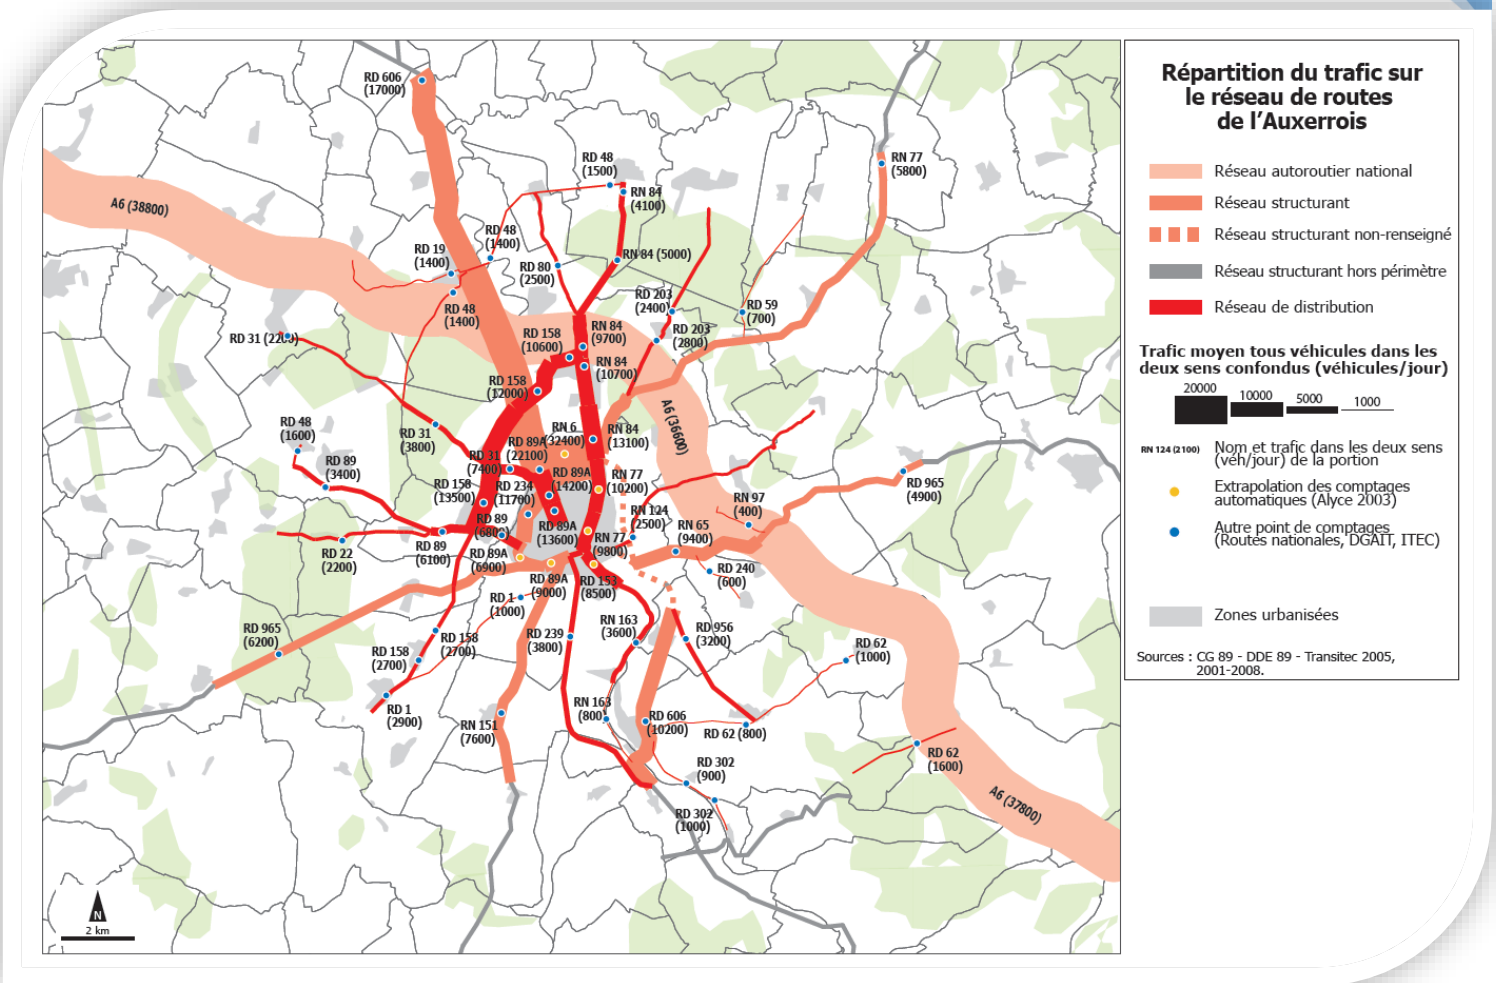 Répartition du trafic sur
le réseau de routes
de l'Auxerrois
Réseau autoroutier national
Réseau structurant
Réseau structurant non-renseigné
Réseau structurant hors périmètre
Réseau de distribution
Trafic moyen tous véhicules dans les
deux sens confondus (véhicules/jour)
20000
10000
5000
1000
RN 124 (2100)
Nom et trafic dans les deux sens
(véh/jour) de la portion
Extrapolation des comptages
automatiques (Alyce 2003)
Autre point de comptages
(Routes nationales, DGAIT, ITEC)
Zones urbanisées
Sources : CG 89 - DDE 89 - Transitec 2005,
2001-2008.
RD 606
(17000)
A6 (38800)
RD 48
(1500)
RN 84
(4100)
RN 77
(5800)
RD 19
(1400)
RD 48
(1400)
RD 80
(2500)
RN 84 (5000)
RD 48
(1400)
RD 203
(2400)
RD 59
(700)
RD 31 (2200)
RD 158
(10600)
RN 84
(9700)
RD 203
(2800)
RN 84
(10700)
RD 158
(12000)
A6 (36600)
RD 48
(1600)
RD 31
(3800)
RN 6
(32400)
RN 84
(13100)
RD 89A
(22100)
RD 31
(7400)
RD 89
(3400)
RD 89A
(14200)
RN 77
(10200)
RD 965
(4900)
RD 158
(13500)
RD 234
(11700)
RN 97
(400)
RN 124
(2500)
RD 89
(6800)
RD 89A
(13600)
RN 65
(9400)
RD 22
(2200)
RD 89
(6100)
RN 77
(9800)
RD 89A
(6900)
RD 89A
(9000)
RD 153
(8500)
RD 240
(600)
RD 1
(1000)
RD 965
(6200)
RD 158
(2700)
RD 158
(2700)
RD 239
(3800)
RN 163
(3600)
RD 956
(3200)
RD 62
(1000)
RD 1
(2900)
RN 151
(7600)
RN 163
(800)
RD 606
(10200)
RD 62 (800)
RD 62
(1600)
RD 302
(900)
RD 302
(1000)
A6 (37800)
N
2 km